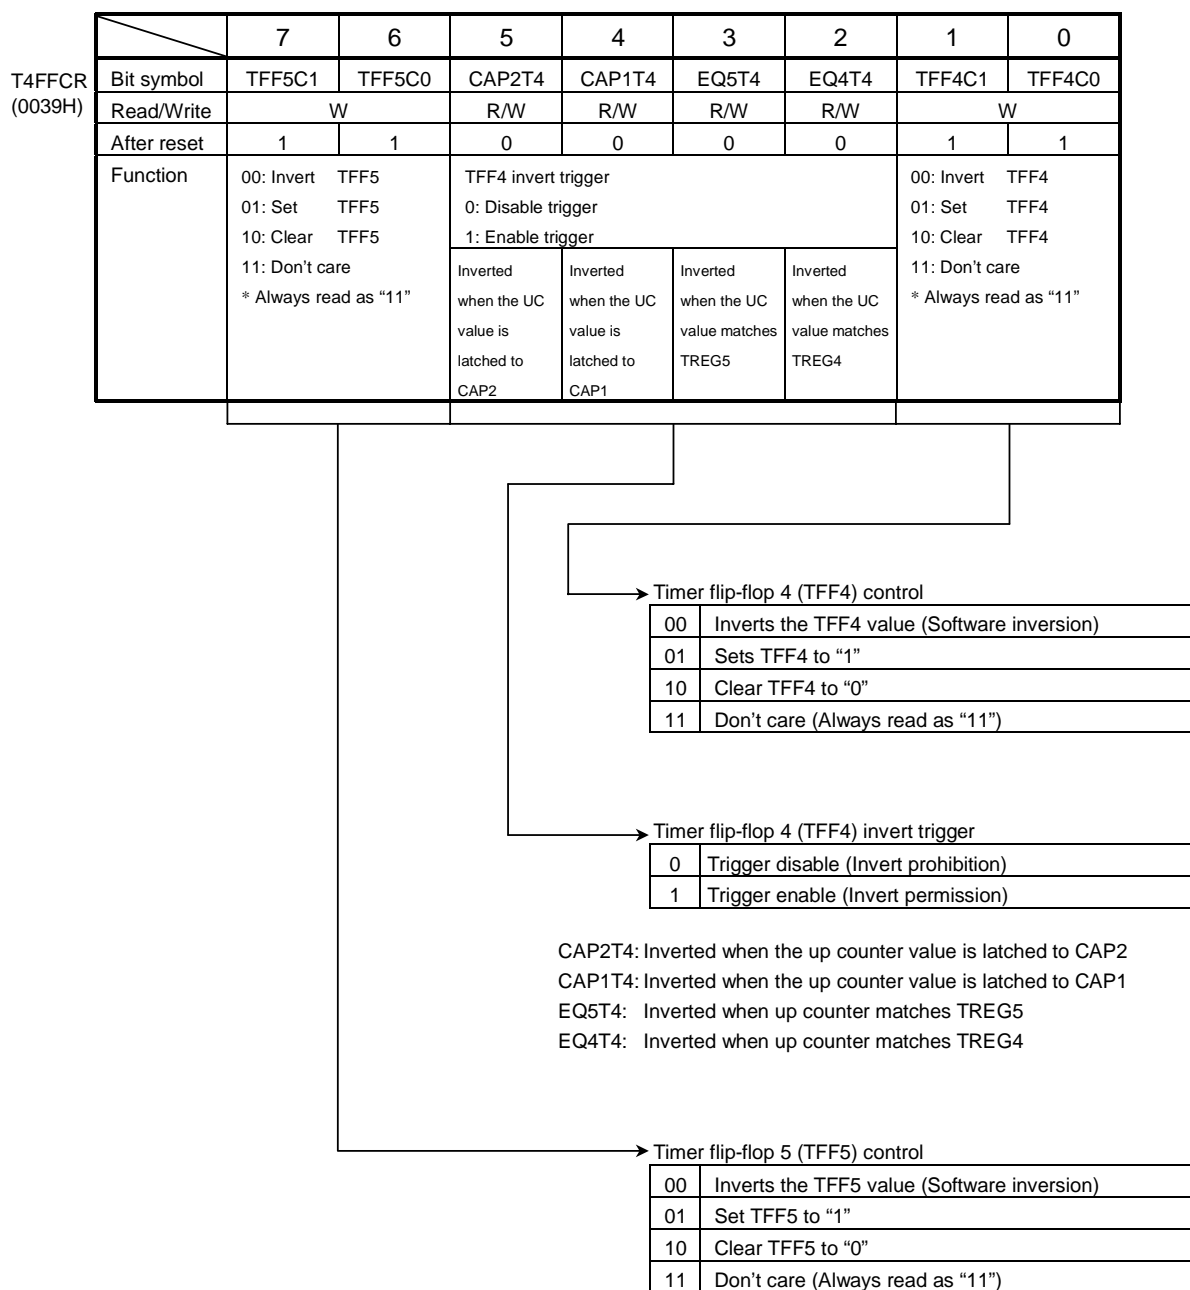 7 6 5 4 3 2 1 0
T4FFCR (0039H)
Bit symbol TFF5C1 TFF5C0 CAP2T4 CAP1T4 EQ5T4 EQ4T4 TFF4C1 TFF4C0
Read/Write W R/W R/W R/W R/W W
After reset 1 1 0 0 0 0 1 1
Function
00: Invert TFF5
01: Set TFF5
10: Clear TFF5
11: Don't care
* Always read as “11”
TFF4 invert trigger
0: Disable trigger
1: Enable trigger
Inverted
when the UC
value is
latched to
CAP2
Inverted
when the UC
value is
latched to
CAP1
Inverted
when the UC
value matches
TREG5
Inverted
when the UC
value matches
TREG4
00: Invert TFF4
01: Set TFF4
10: Clear TFF4
11: Don't care
* Always read as “11”
Timer flip-flop 4 (TFF4) control
00 Inverts the TFF4 value (Software inversion)
01 Sets TFF4 to “1”
10 Clear TFF4 to “0”
11 Don't care (Always read as “11”)
Timer flip-flop 4 (TFF4) invert trigger
0 Trigger disable (Invert prohibition)
1 Trigger enable (Invert permission)
CAP2T4: Inverted when the up counter value is latched to CAP2
CAP1T4: Inverted when the up counter value is latched to CAP1
EQ5T4: Inverted when up counter matches TREG5
EQ4T4: Inverted when up counter matches TREG4
Timer flip-flop 5 (TFF5) control
00 Inverts the TFF5 value (Software inversion)
01 Set TFF5 to “1”
10 Clear TFF5 to “0”
11 Don't care (Always read as “11”)